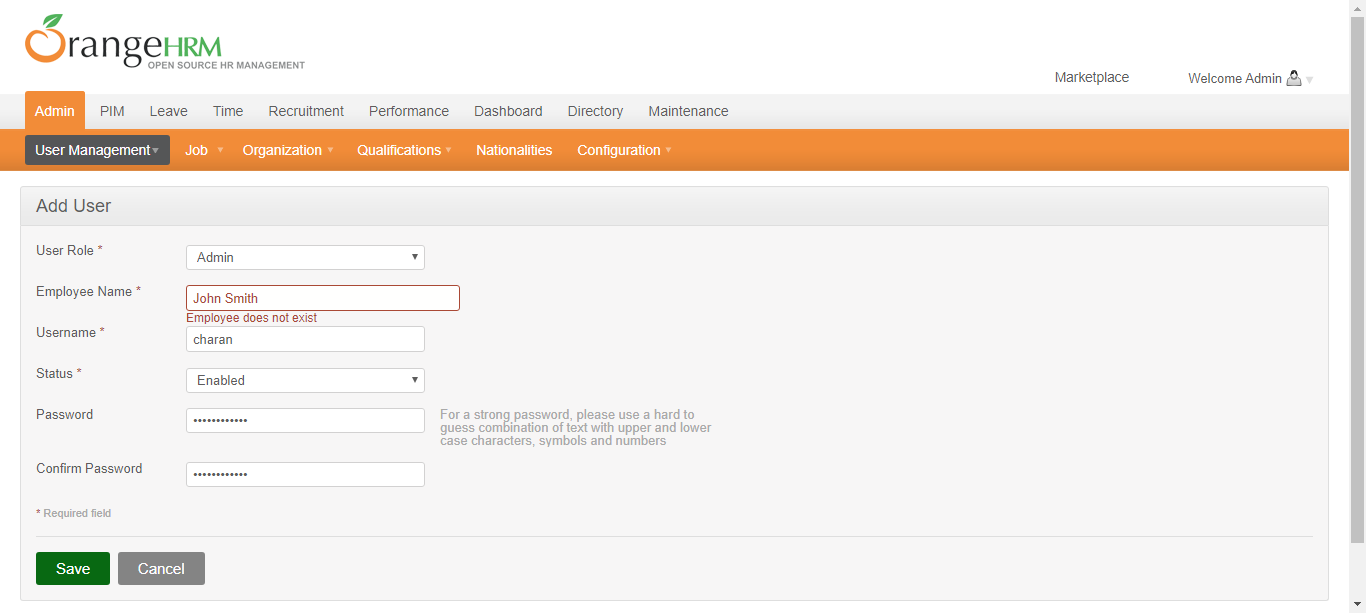 OrangeHRM
OPEN SOURCE HR MANAGEMENT
Marketplace Welcome Admin
Admin PIM Leave Time Recruitment Performance Dashboard Directory Maintenance
User Management Job Organization Qualifications Nationalities Configuration
Add User
User Role * Admin
Employee Name * John Smith
Employee does not exist
Username * charan
Status * Enabled
Password •••••••••••• For a strong password, please use a hard to
guess combination of text with upper and lower
case characters, symbols and numbers
Confirm Password ••••••••••••
* Required field
Save Cancel